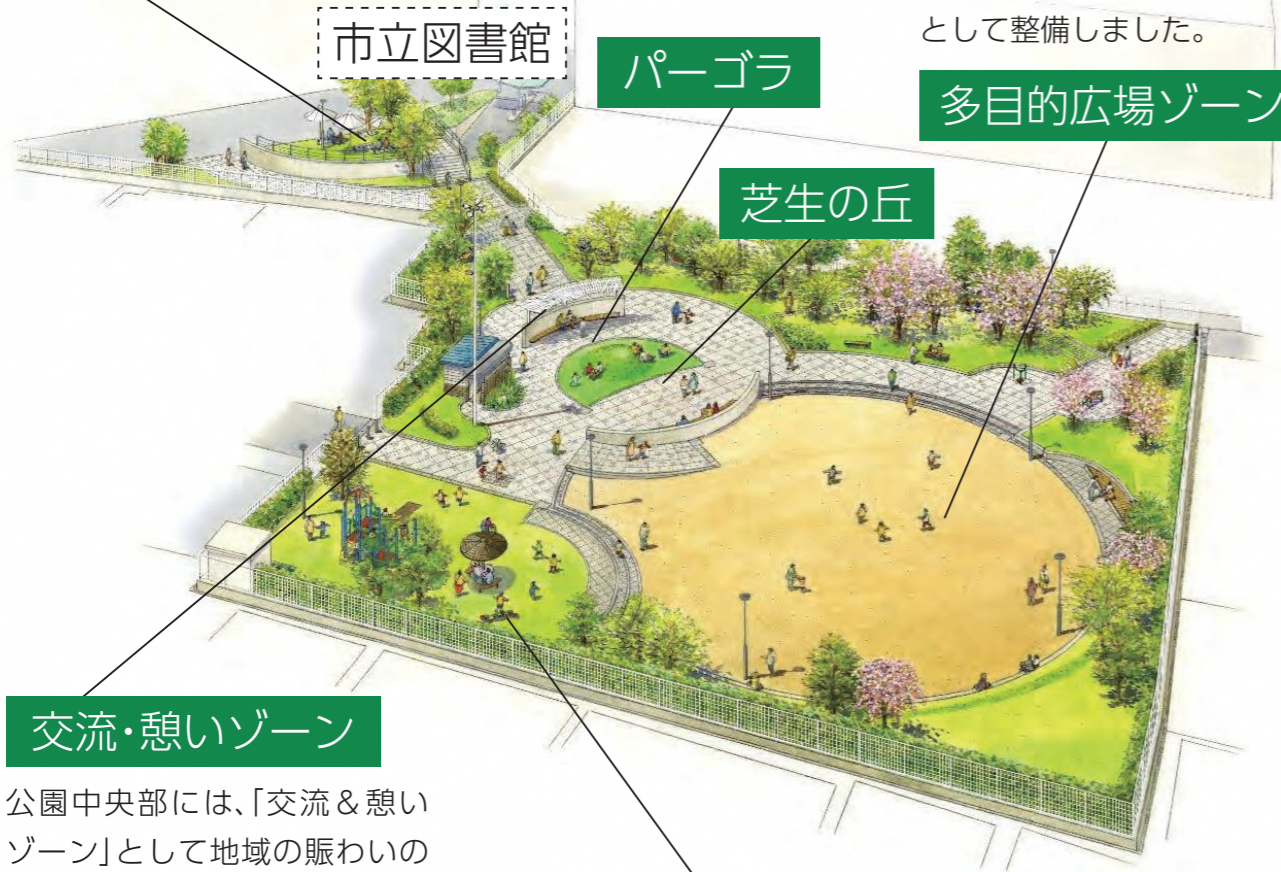 として整備しました。
市立図書館
パーゴラ
多目的広場ゾーン
芝生の丘
交流・憩いゾーン
公園中央部には、「交流＆憩い
ゾーン」として地域の賑わいの